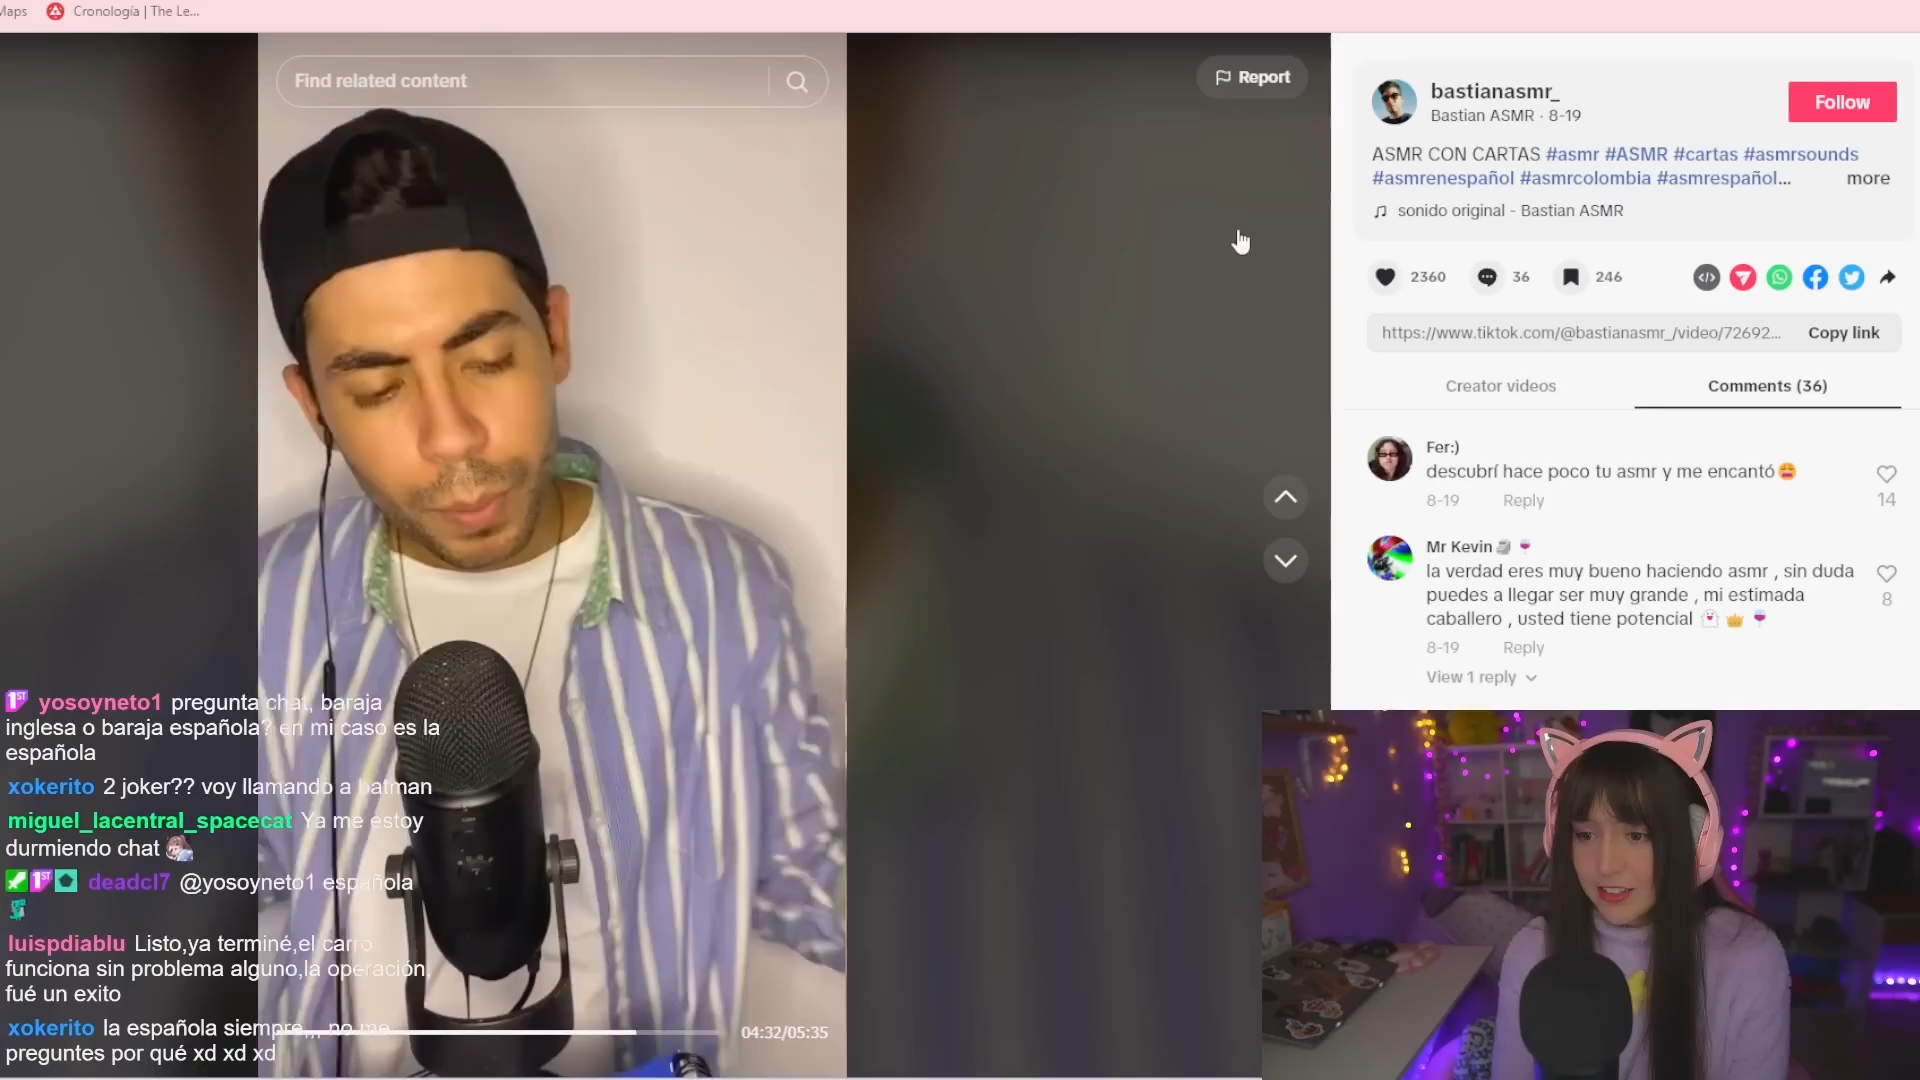 Maps
Cronología | The Le...
Find related content
Report
bastianasmr_
Bastian ASMR · 8-19
Follow
ASMR CON CARTAS #asmr #ASMR #cartas #asmrsounds
#asmrenespañol #asmrcolombia #asmrespañol...
more
sonido original - Bastian ASMR
2360
36
246
https://www.tiktok.com/@bastianasmr_/video/72692...
Copy link
Creator videos
Comments (36)
Fer:)
descubrí hace poco tu asmr y me encantó😩
14
8-19
Reply
Mr Kevin🗿🍷
la verdad eres muy bueno haciendo asmr , sin duda
puedes a llegar ser muy grande , mi estimada
caballero , usted tiene potencial 👻 👑 🍷
8
8-19
Reply
View 1 reply
1ST yosoyneto1 pregunta chat, baraja
inglesa o baraja española? en mi caso es la
española
xokerito 2 joker?? voy llamando a batman
miguel_lacentral_spacecat Ya me estoy
durmiendo chat
1ST deadcl7 @yosoyneto1 española
luispdiablu Listo,ya terminé,el carro
funciona sin problema alguno,la operación,
fué un exito
xokerito la española siempre,,, no me
preguntes por qué xd xd xd
04:32/05:35